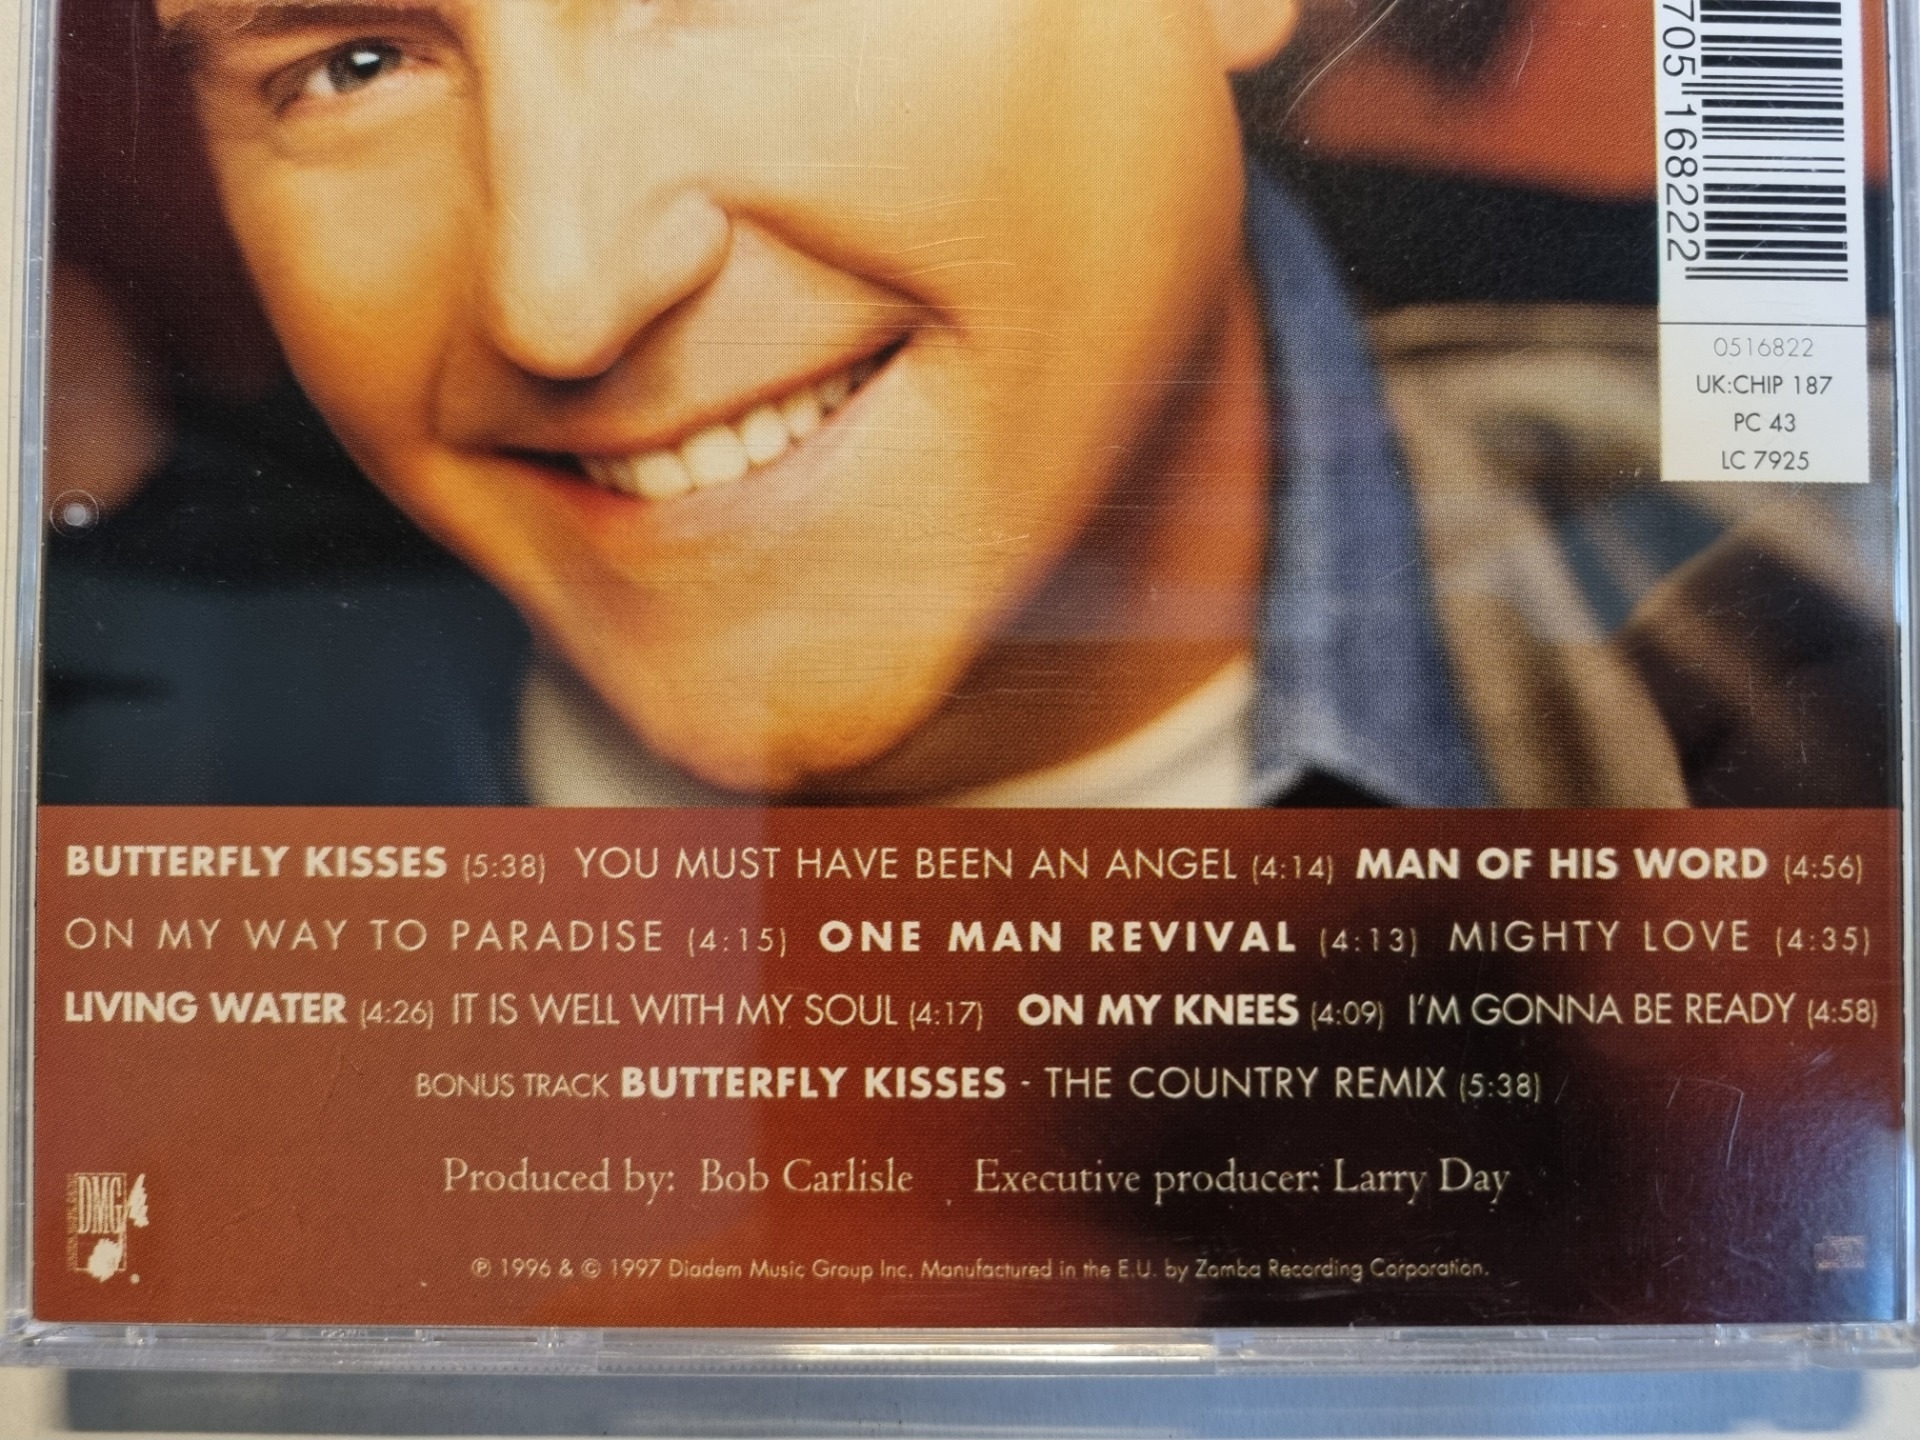 705 168222
0516822
UK:CHIP 187
PC 43
LC 7925
BUTTERFLY KISSES (5:38) YOU MUST HAVE BEEN AN ANGEL (4:14) MAN OF HIS WORD (4:56)
ON MY WAY TO PARADISE (4:15) ONE MAN REVIVAL (4:13) MIGHTY LOVE (4:35)
LIVING WATER (4:26) IT IS WELL WITH MY SOUL (4:17) ON MY KNEES (4:09) I'M GONNA BE READY (4:58)
BONUS TRACK BUTTERFLY KISSES - THE COUNTRY REMIX (5:38)
Produced by: Bob Carlisle Executive producer: Larry Day
DMG
℗ 1996 & © 1997 Diadem Music Group Inc. Manufactured in the E.U. by Zomba Recording Corporation.